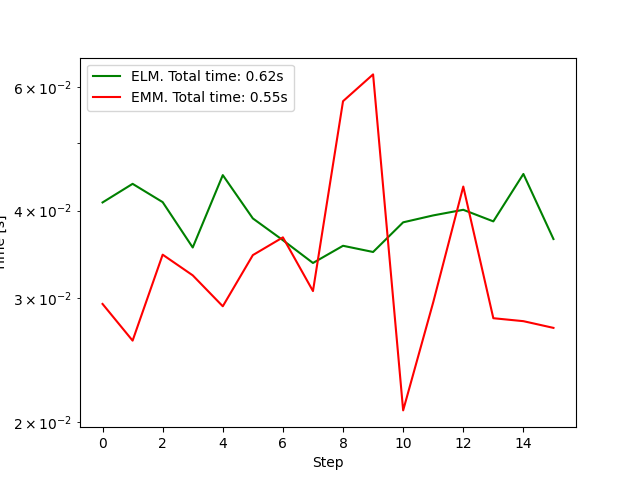 ELM. Total time: 0.62s
EMM. Total time: 0.55s
6 × 10⁻²
4 × 10⁻²
3 × 10⁻²
2 × 10⁻²
Time [s]
0 2 4 6 8 10 12 14
Step